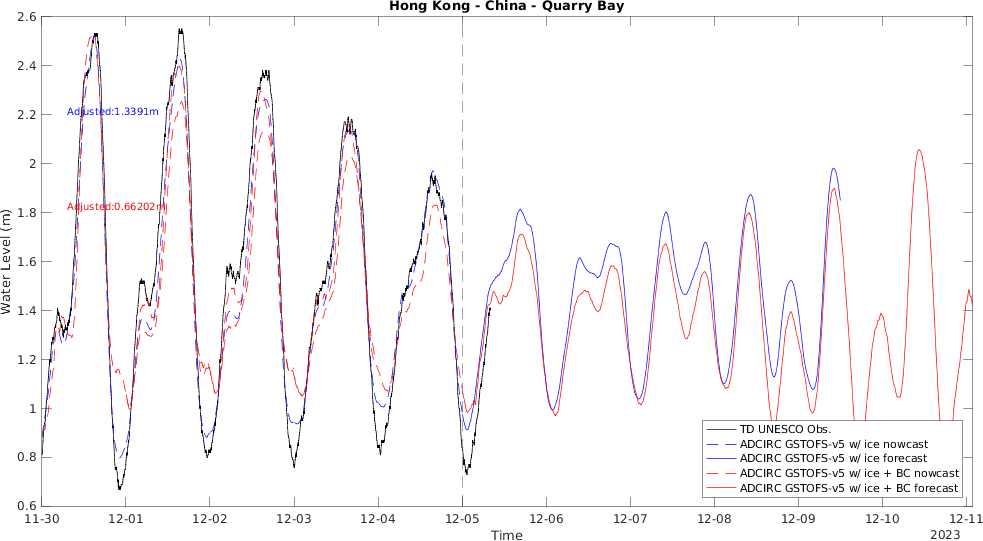 Hong Kong - China - Quarry Bay
2.6
2.4
2.2
2
1.8
1.6
1.4
1.2
1
0.8
0.6
Water Level (m)
Adjusted:1.3391m
Adjusted:0.66202m
TD UNESCO Obs.
ADCIRC GSTOFS-v5 w/ ice nowcast
ADCIRC GSTOFS-v5 w/ ice forecast
ADCIRC GSTOFS-v5 w/ ice + BC nowcast
ADCIRC GSTOFS-v5 w/ ice + BC forecast
11-30 12-01 12-02 12-03 12-04 12-05 12-06 12-07 12-08 12-09 12-10 12-11
Time
2023